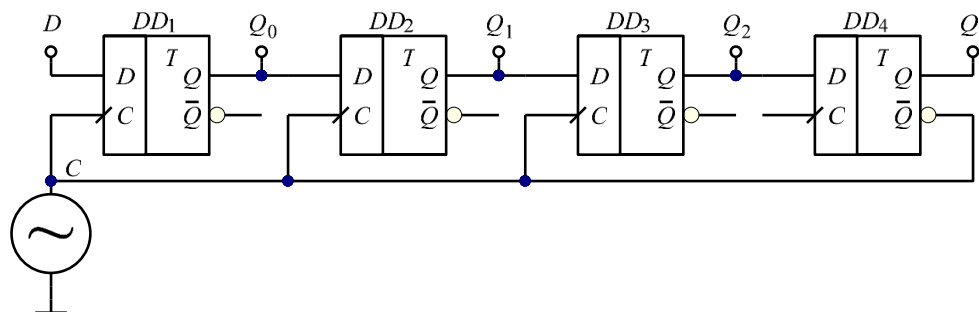 D DD1 Q0 DD2 Q1 DD3 Q2 DD4 Q
T T T T
D Q D Q D Q D Q
C Q̅ C Q̅ C Q̅ C Q̅
C
~